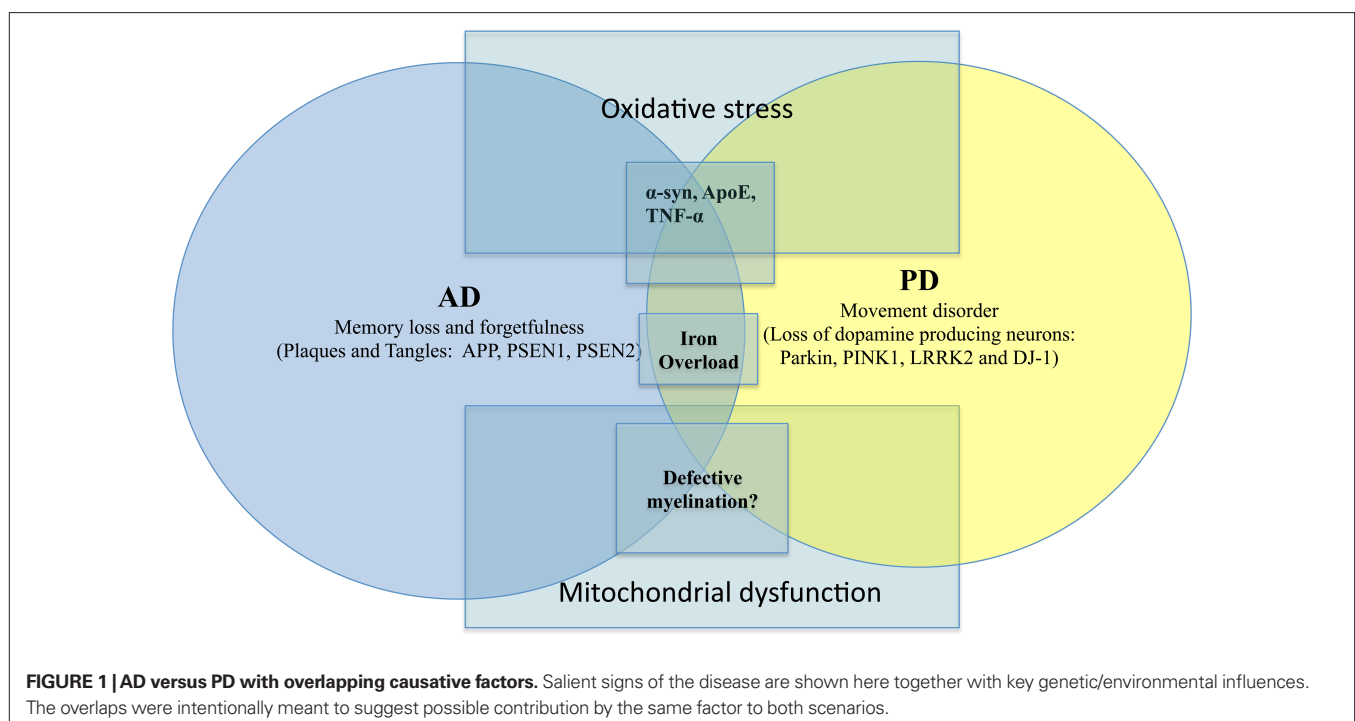 Oxidative stress
α-syn, ApoE,
TNF-α
AD
Memory loss and forgetfulness
(Plaques and Tangles: APP, PSEN1, PSEN2)
PD
Movement disorder
(Loss of dopamine producing neurons:
Parkin, PINK1, LRRK2 and DJ-1)
Iron
Overload
Defective
myelination?
Mitochondrial dysfunction
FIGURE 1 | AD versus PD with overlapping causative factors. Salient signs of the disease are shown here together with key genetic/environmental influences.
The overlaps were intentionally meant to suggest possible contribution by the same factor to both scenarios.